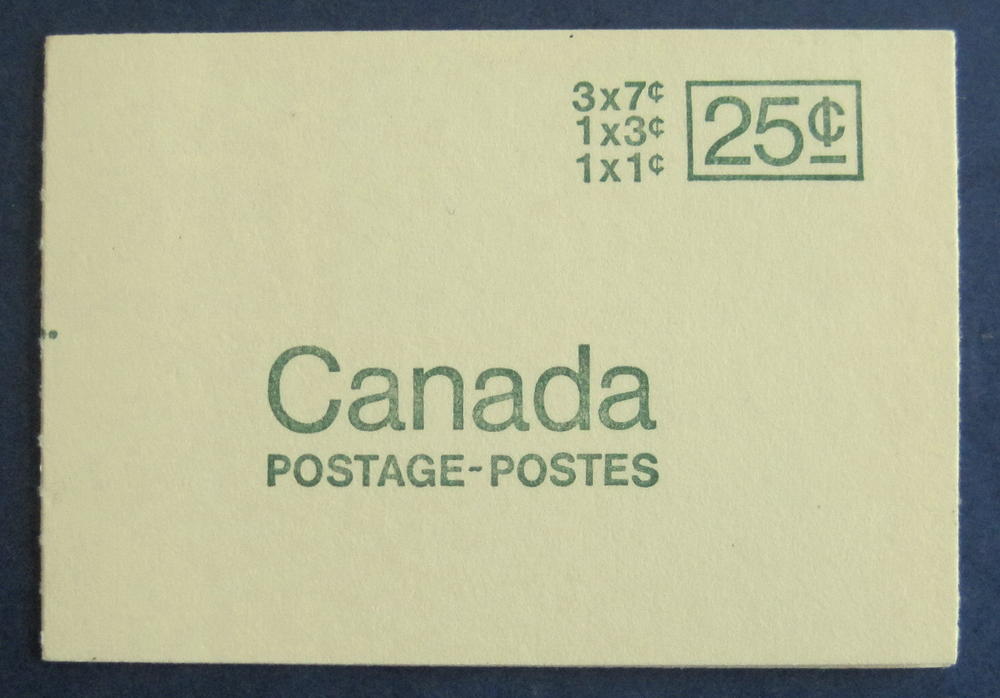 3x7¢
1x3¢
1x1¢
25¢
Canada
POSTAGE-POSTES